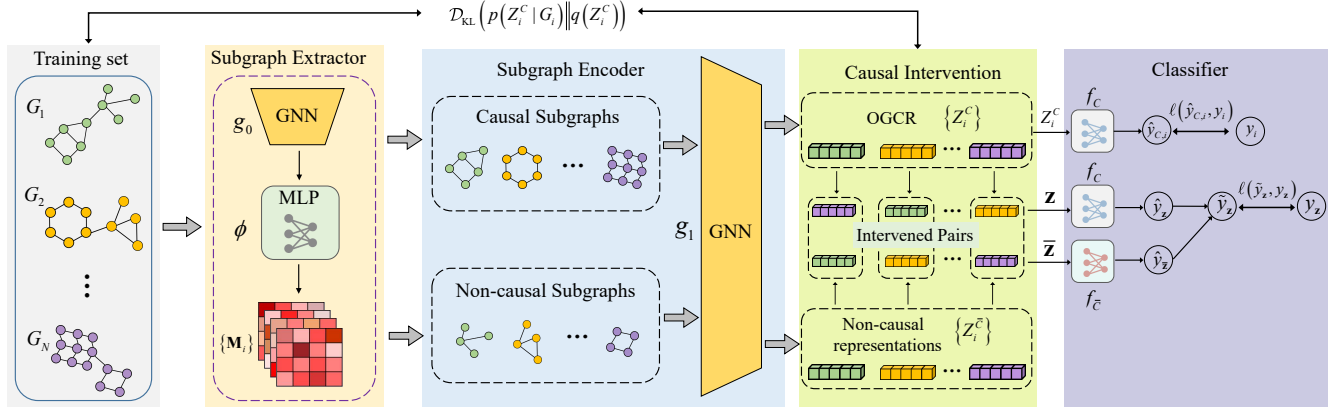 𝒟_KL(p(Z_i^C | G_i)‖q(Z_i^C))
Training set
G_1
G_2
...
G_N
Subgraph Extractor
g_0
GNN
ϕ
MLP
{M_i}
Subgraph Encoder
Causal Subgraphs
...
Non-causal Subgraphs
...
g_1
GNN
Causal Intervention
OGCR {Z_i^C}
...
...
Intervened Pairs
...
Non-causal
representations {Z_i^C̄}
...
Classifier
Z_i^C
f_C
ŷ_{C,i}
ℓ(ŷ_{C,i}, y_i)
y_i
z
f_C
ŷ_z
ỹ_z
ℓ(ỹ_z, y_z)
y_z
z̄
ŷ_z̄
f_C̄